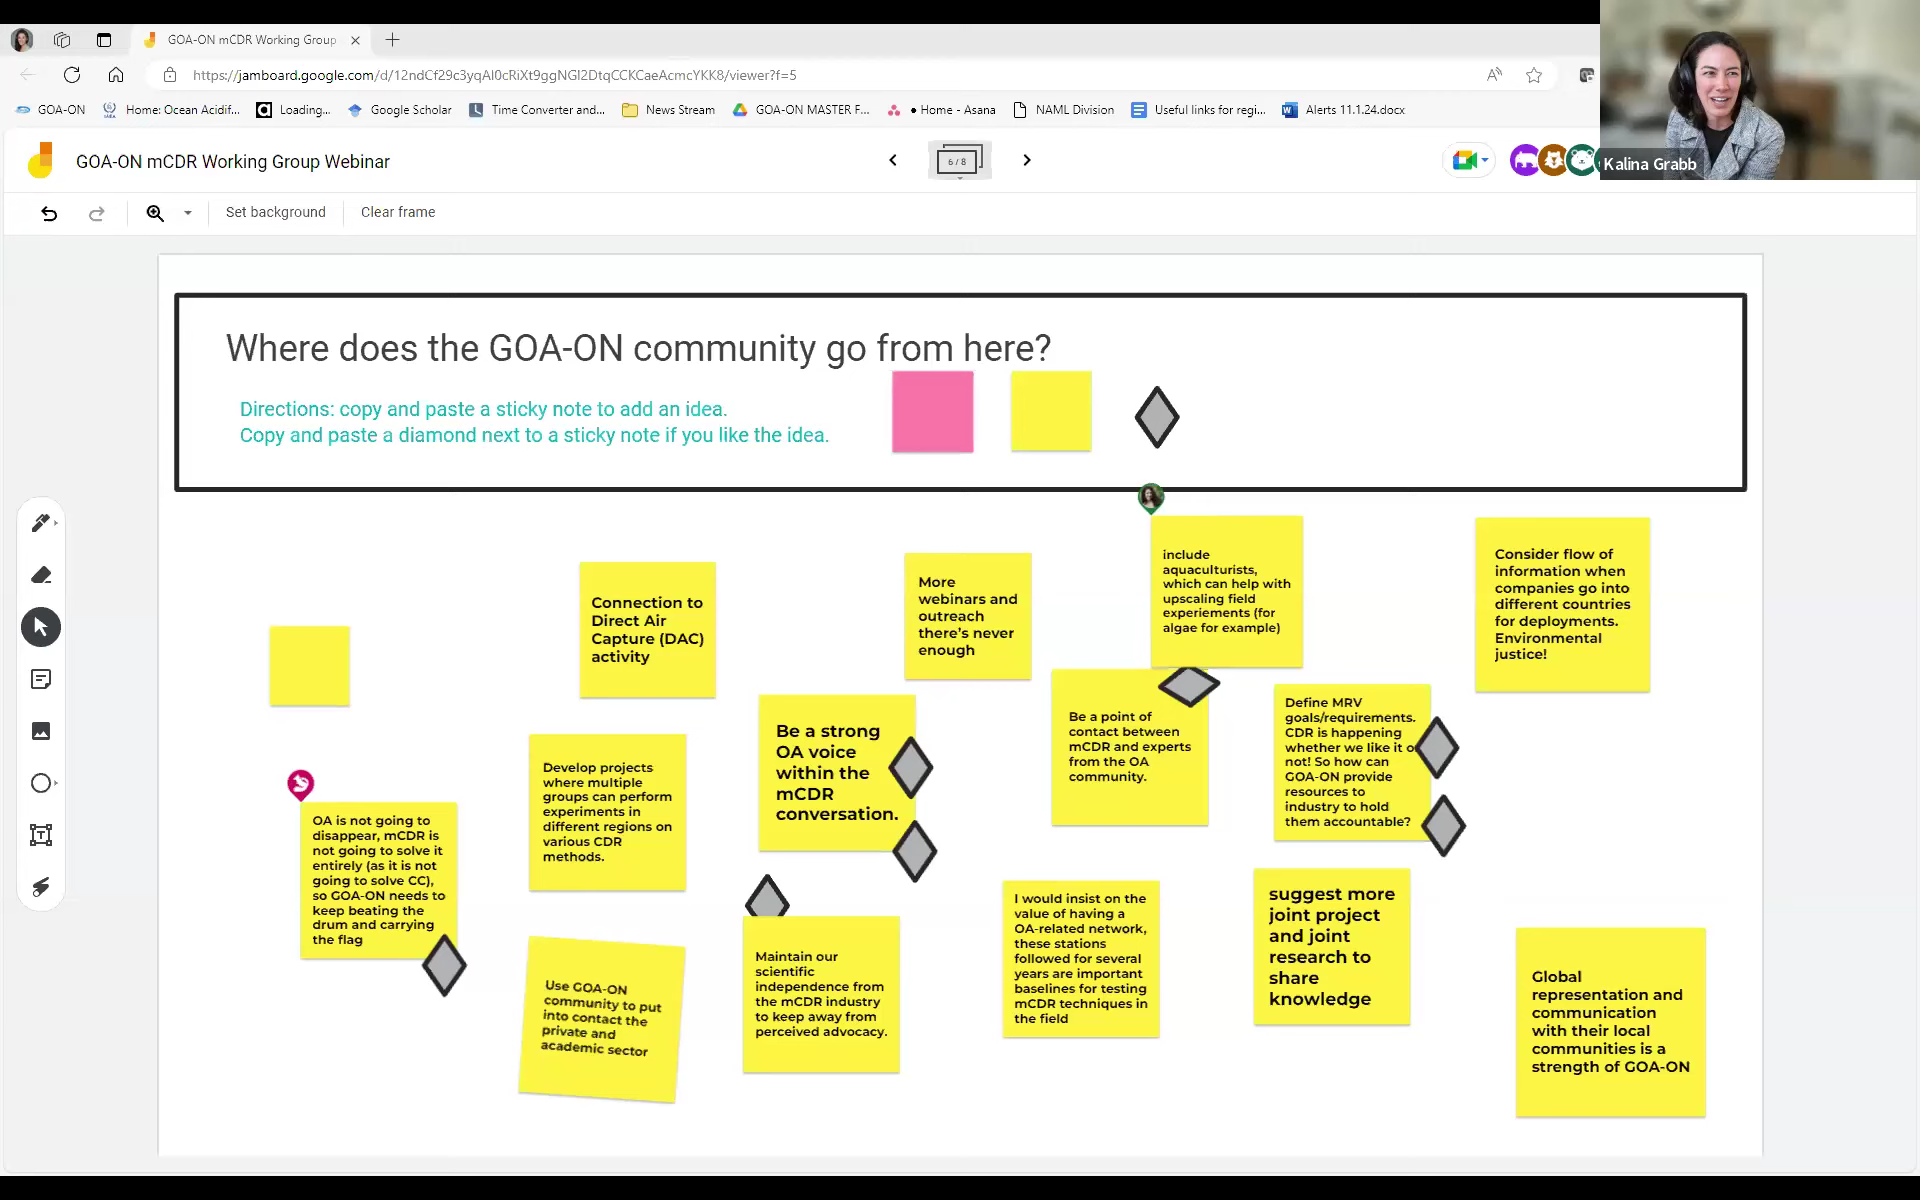 GOA-ON mCDR Working Group
https://jamboard.google.com/d/12ndCf29c3yqAI0cRiXt9ggNGl2DtqCCKCaeAcmcYKK8/viewer?f=5
GOA-ON
Home: Ocean Acidif...
Loading...
Google Scholar
Time Converter and...
News Stream
GOA-ON MASTER F...
• Home - Asana
NAML Division
Useful links for regi...
Alerts 11.1.24.docx
Kalina Grabb
GOA-ON mCDR Working Group Webinar
6 / 8
Set background
Clear frame
Where does the GOA-ON community go from here?
Directions: copy and paste a sticky note to add an idea.
Copy and paste a diamond next to a sticky note if you like the idea.
Connection to
Direct Air
Capture (DAC)
activity
More
webinars and
outreach
there's never
enough
include
aquaculturists,
which can help with
upscaling field
experiements (for
algae for example)
Consider flow of
information when
companies go into
different countries
for deployments.
Environmental
justice!
Develop projects
where multiple
groups can perform
experiments in
different regions on
various CDR
methods.
Be a strong
OA voice
within the
mCDR
conversation.
Be a point of
contact between
mCDR and experts
from the OA
community.
Define MRV
goals/requirements.
CDR is happening
whether we like it o
not! So how can
GOA-ON provide
resources to
industry to hold
them accountable?
OA is not going to
disappear, mCDR is
not going to solve it
entirely (as it is not
going to solve CC),
so GOA-ON needs to
keep beating the
drum and carrying
the flag
Use GOA-ON
community to put
into contact the
private and
academic sector
Maintain our
scientific
independence from
the mCDR industry
to keep away from
perceived advocacy.
I would insist on the
value of having a
OA-related network,
these stations
followed for several
years are important
baselines for testing
mCDR techniques in
the field
suggest more
joint project
and joint
research to
share
knowledge
Global
representation and
communication
with their local
communities is a
strength of GOA-ON